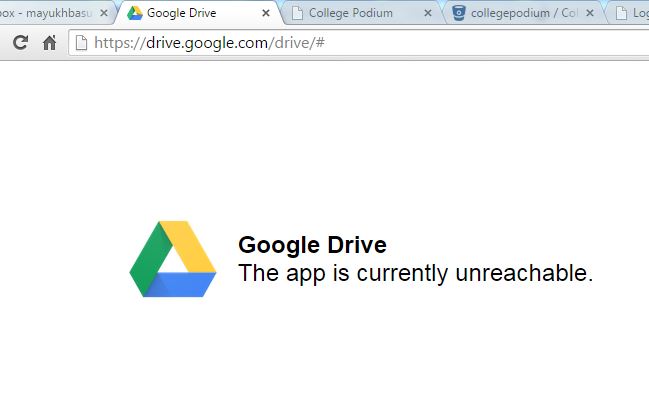 box - mayukhbasu
Google Drive
College Podium
collegepodium / Col
Log
https://drive.google.com/drive/#
Google Drive
The app is currently unreachable.